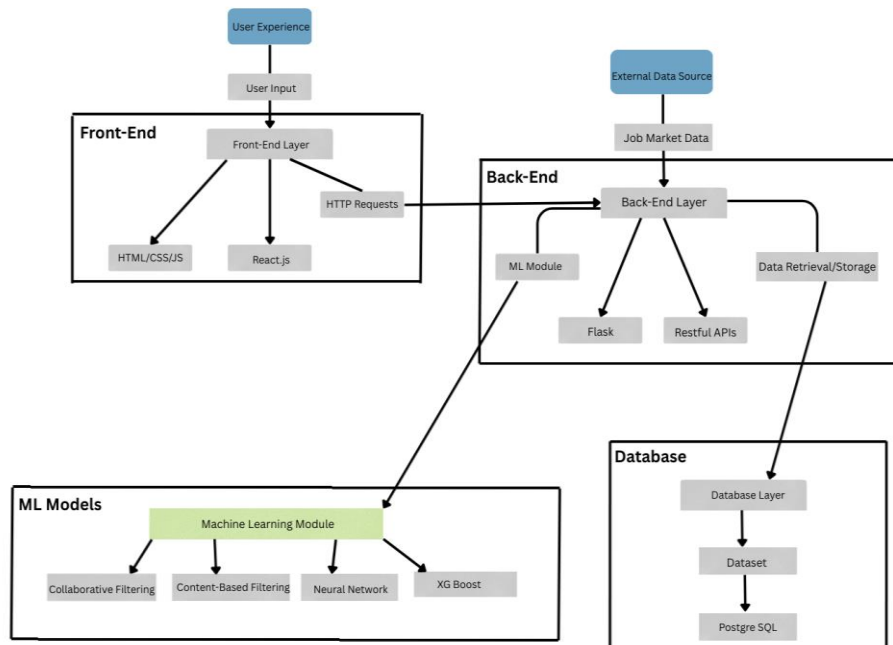 User Experience
User Input
External Data Source
Job Market Data
Front-End
Front-End Layer
HTTP Requests
HTML/CSS/JS
React.js
Back-End
Back-End Layer
ML Module
Data Retrieval/Storage
Flask
Restful APIs
ML Models
Machine Learning Module
Collaborative Filtering
Content-Based Filtering
Neural Network
XG Boost
Database
Database Layer
Dataset
Postgre SQL